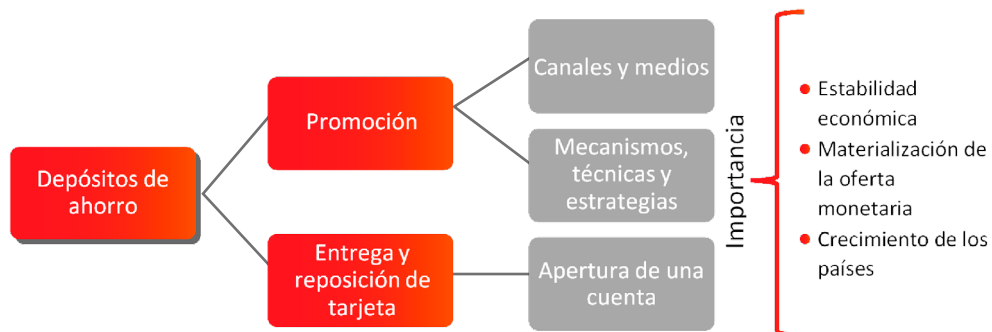 Depósitos de
ahorro
Promoción
Entrega y
reposición de
tarjeta
Canales y medios
Mecanismos,
técnicas y
estrategias
Apertura de una
cuenta
Importancia
Estabilidad
económica
Materialización de
la oferta
monetaria
Crecimiento de los
países